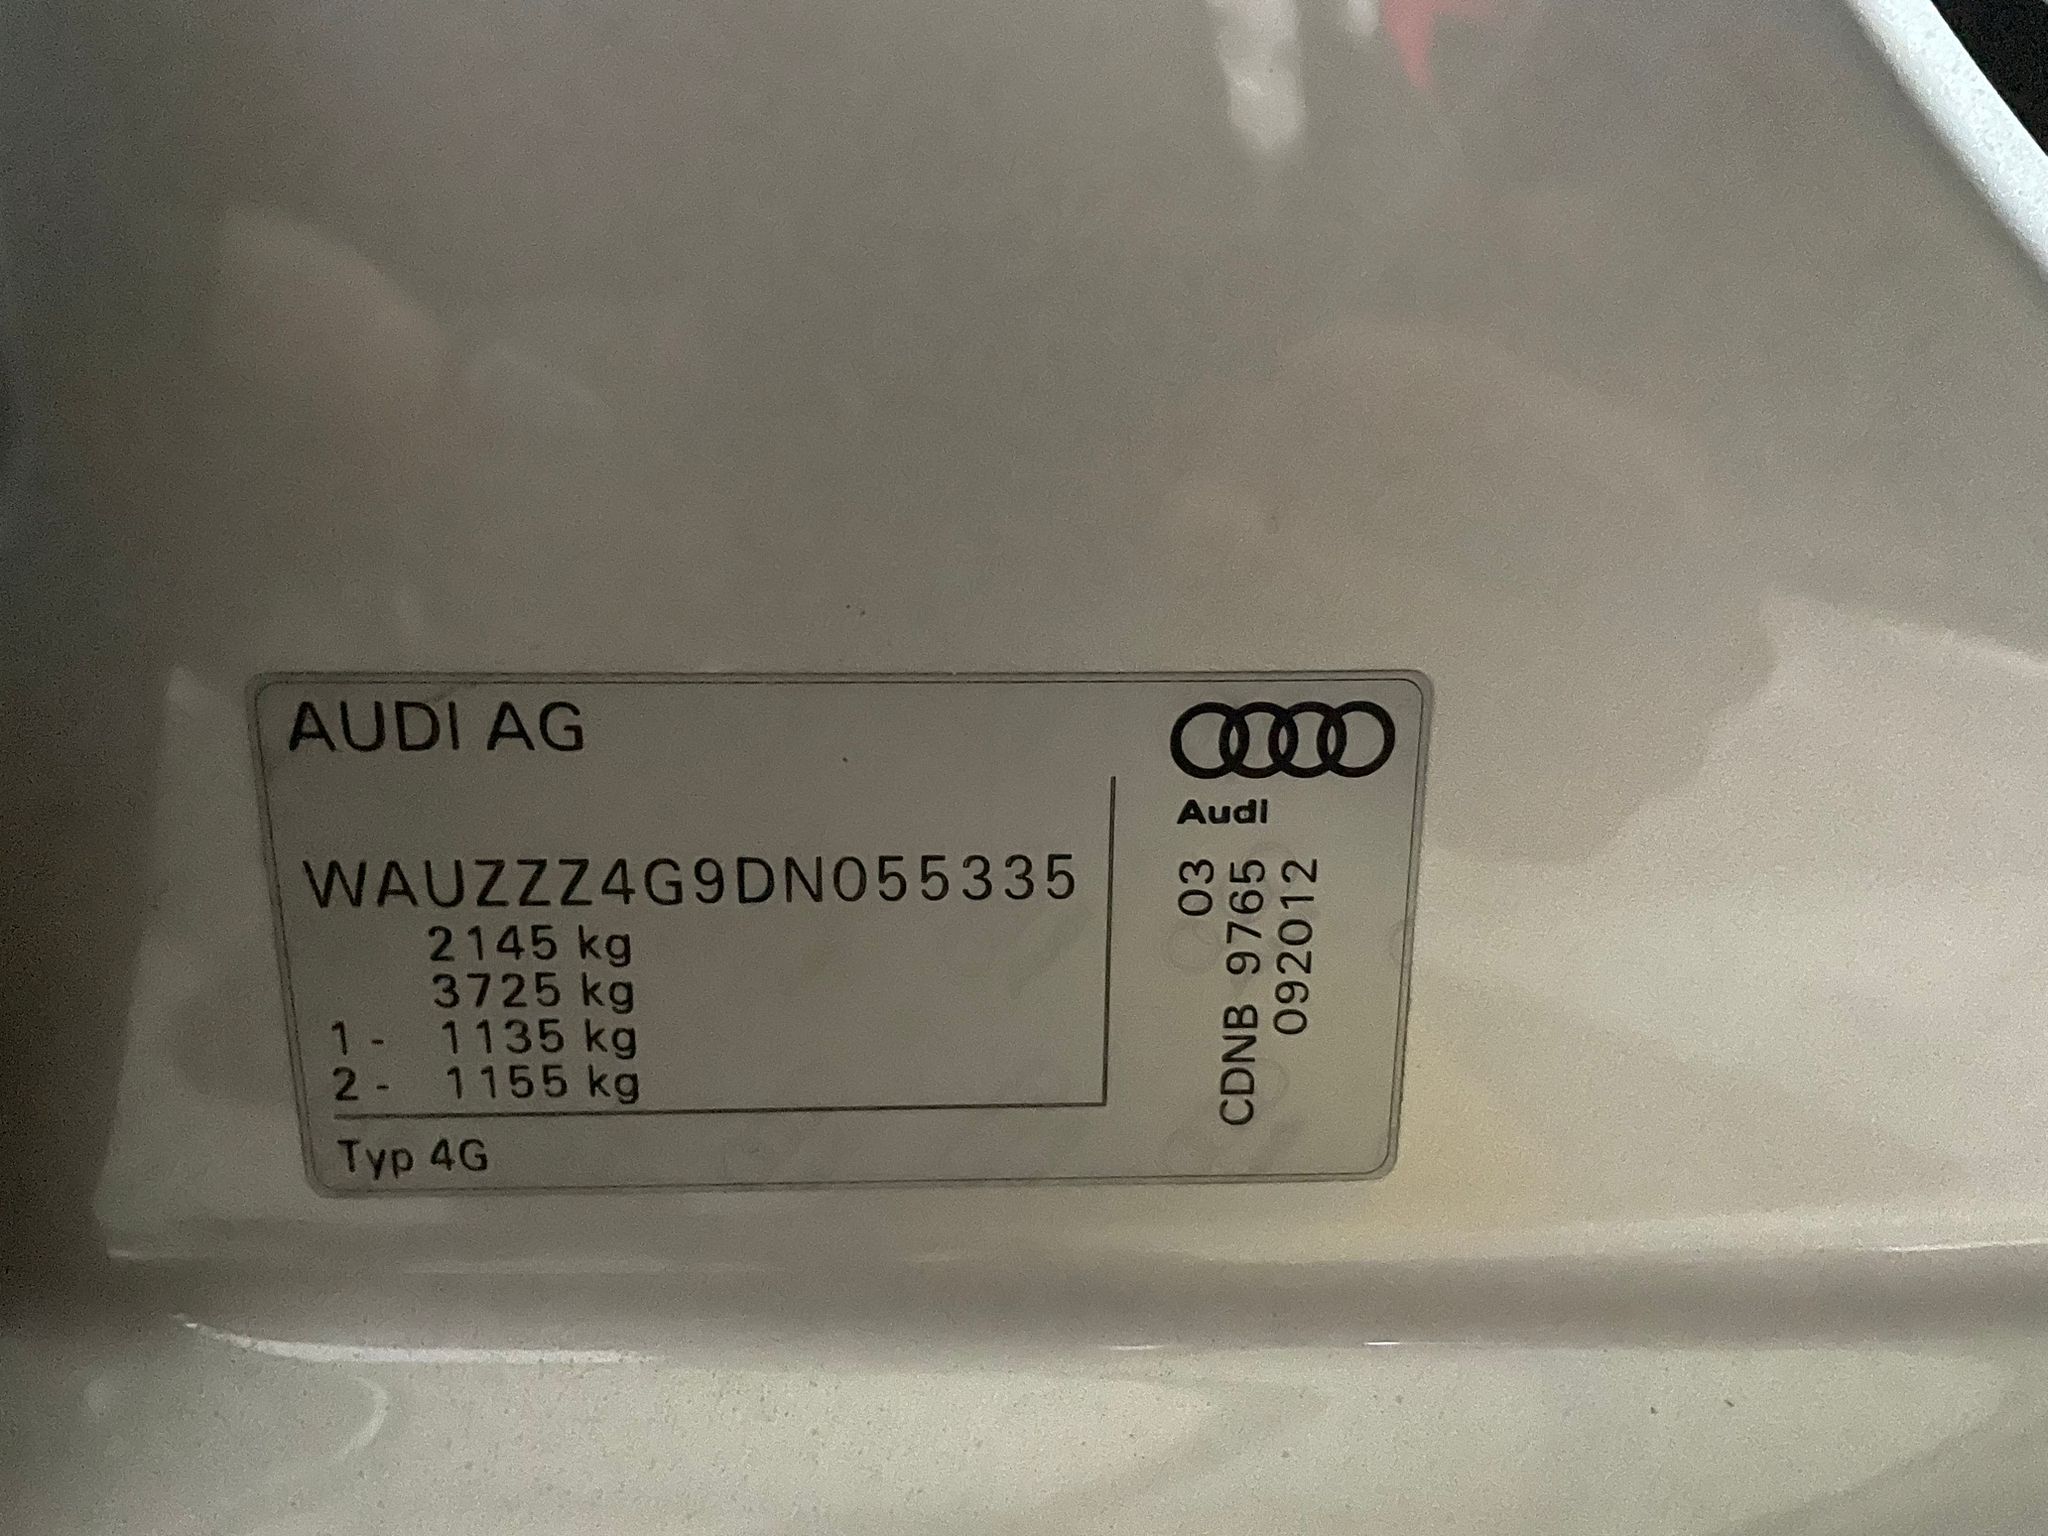 AUDI AG
Audi
WAUZZZ4G9DN055335
2145 kg
3725 kg
1 - 1135 kg
2 - 1155 kg
Typ 4G
03
CDNB 9765
092012